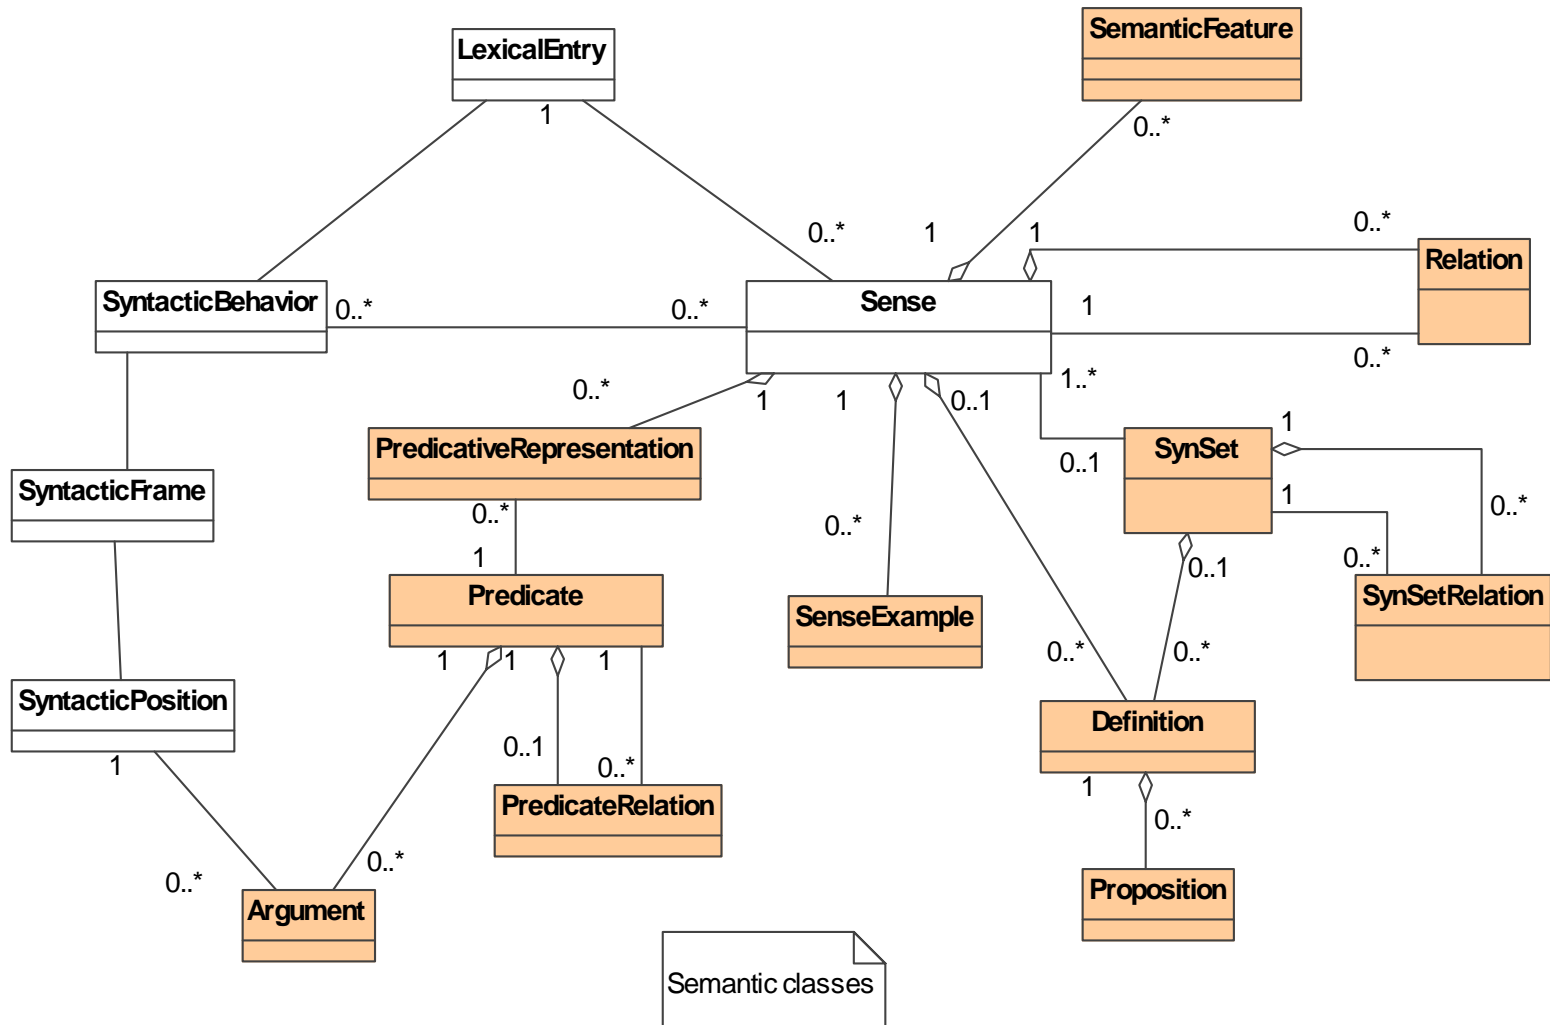 SemanticFeature
LexicalEntry
1
0..*
0..*
1
1
0..*
Relation
SyntacticBehavior
0..*
0..*
Sense
1
0..*
0..*
1
1
0..1
1..*
PredicativeRepresentation
SynSet
1
0..1
SyntacticFrame
1
0..*
0..*
0..*
1
0..*
0..1
Predicate
SenseExample
SynSetRelation
1
1
1
0..*
0..*
SyntacticPosition
Definition
0..1
1
0..*
1
PredicateRelation
0..*
0..*
0..*
Proposition
Argument
Semantic classes